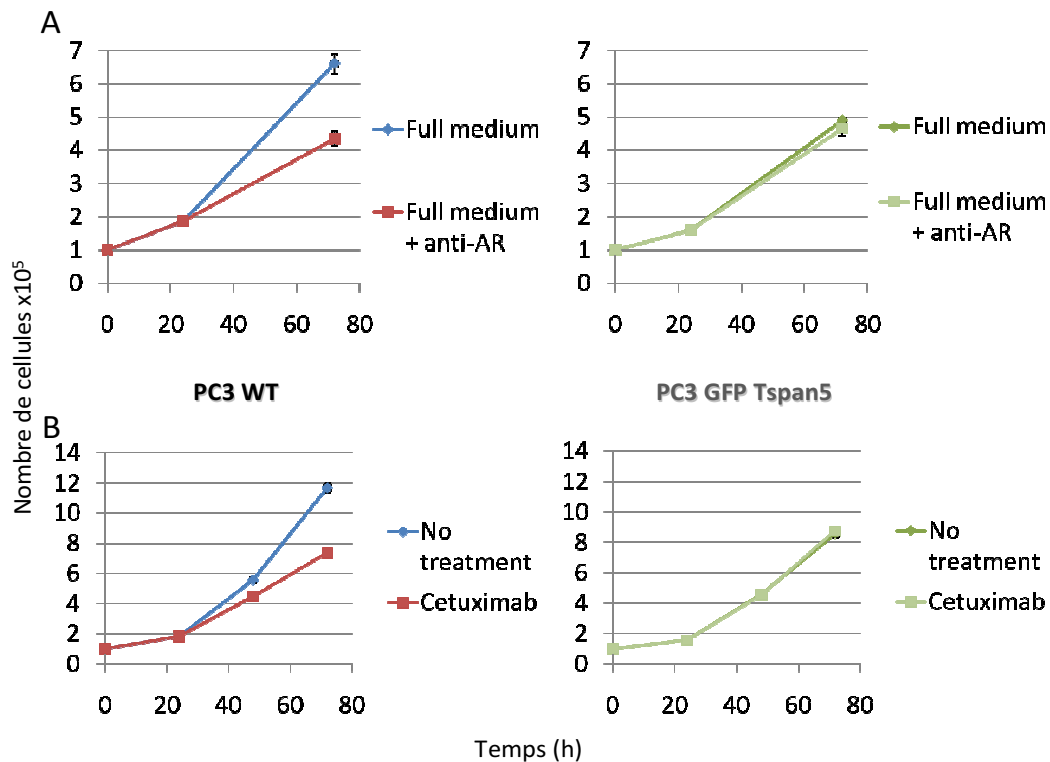 A
7
6
5
4
3
2
1
0
0 20 40 60 80
Full medium
Full medium
+ anti-AR
7
6
5
4
3
2
1
0
0 20 40 60 80
Full medium
Full medium
+ anti-AR
Nombre de cellules x10⁵
PC3 WT
PC3 GFP Tspan5
B
14
12
10
8
6
4
2
0
0 20 40 60 80
No
treatment
Cetuximab
14
12
10
8
6
4
2
0
0 20 40 60 80
No
treatment
Cetuximab
Temps (h)